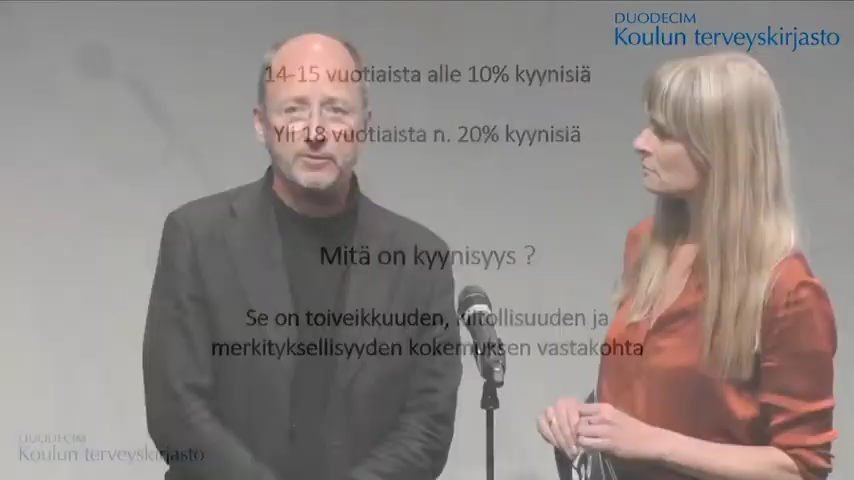 DUODECIM
Koulun terveyskirjasto
14-15 vuotiaista alle 10% kyynisiä
Yli 18 vuotiaista n. 20% kyynisiä
Mitä on kyynisyys ?
Se on toiveikkuuden, kiitollisuuden ja
merkityksellisyyden kokemuksen vastakohta
DUODECIM
Koulun terveyskirjasto